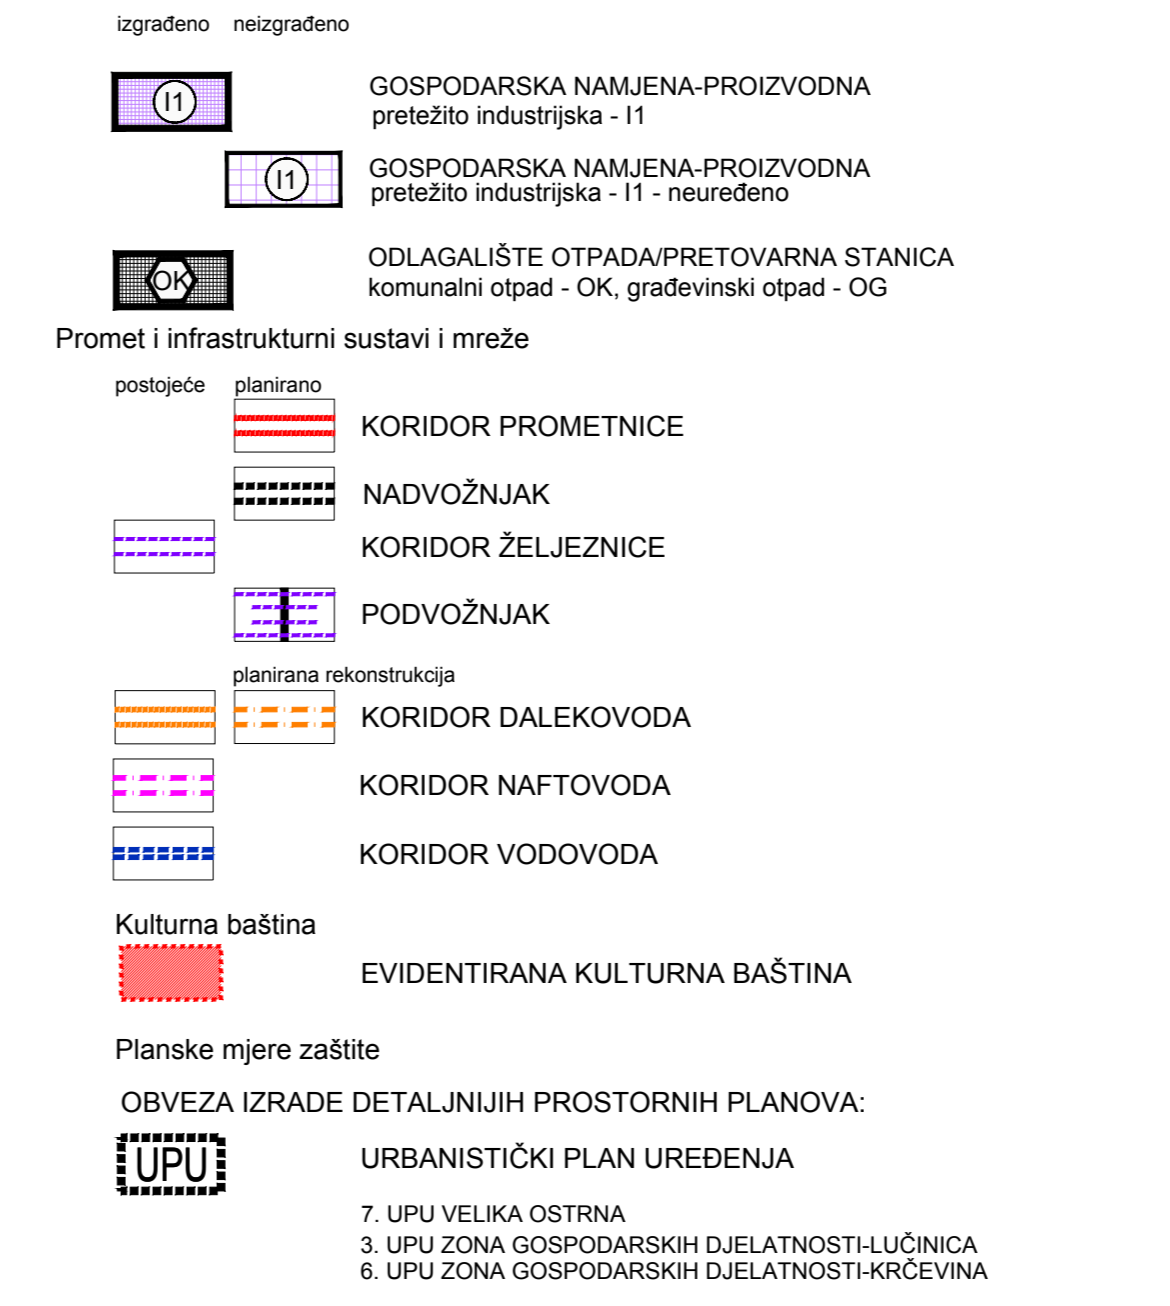 izgrađeno neizgrađeno
I1 GOSPODARSKA NAMJENA-PROIZVODNA
pretežito industrijska - I1
I1 GOSPODARSKA NAMJENA-PROIZVODNA
pretežito industrijska - I1 - neuređeno
OK ODLAGALIŠTE OTPADA/PRETOVARNA STANICA
komunalni otpad - OK, građevinski otpad - OG
Promet i infrastrukturni sustavi i mreže
postojeće planirano
KORIDOR PROMETNICE
NADVOŽNJAK
KORIDOR ŽELJEZNICE
PODVOŽNJAK
planirana rekonstrukcija
KORIDOR DALEKOVODA
KORIDOR NAFTOVODA
KORIDOR VODOVODA
Kulturna baština
EVIDENTIRANA KULTURNA BAŠTINA
Planske mjere zaštite
OBVEZA IZRADE DETALJNIJIH PROSTORNIH PLANOVA:
UPU URBANISTIČKI PLAN UREĐENJA
7. UPU VELIKA OSTRNA
3. UPU ZONA GOSPODARSKIH DJELATNOSTI-LUČINICA
6. UPU ZONA GOSPODARSKIH DJELATNOSTI-KRČEVINA